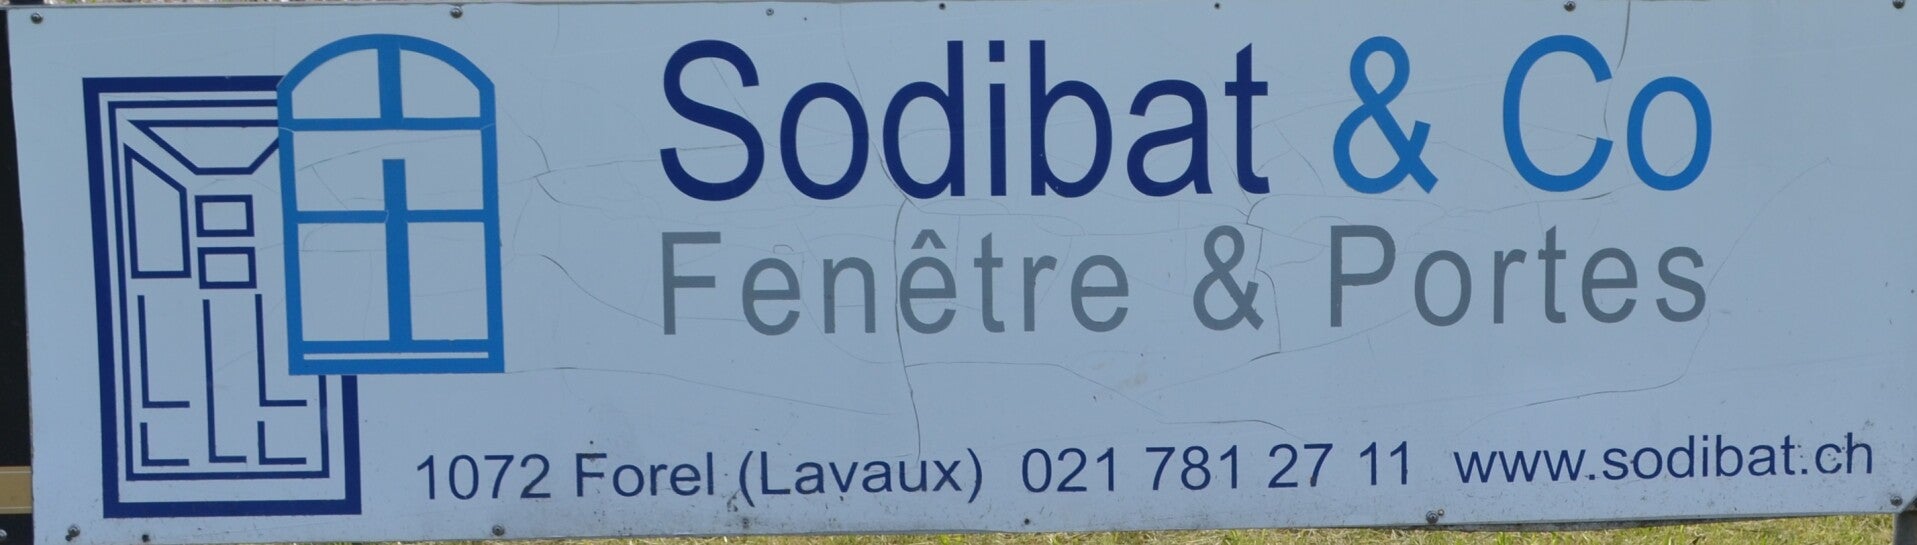 Sodibat & Co
Fenêtre & Portes
1072 Forel (Lavaux) 021 781 27 11 www.sodibat.ch